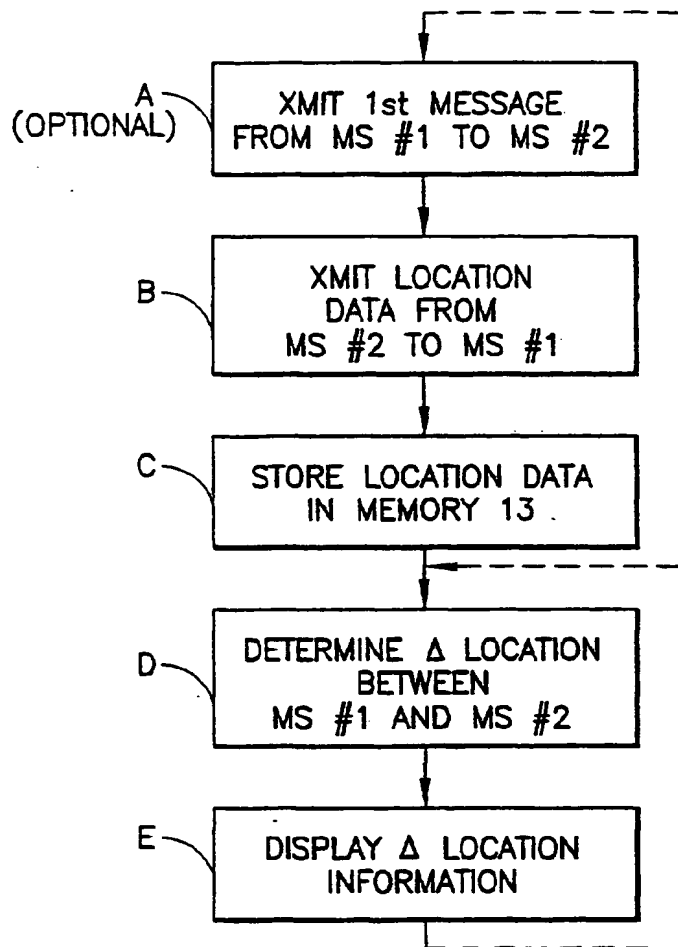 A
(OPTIONAL)
XMIT 1st MESSAGE
FROM MS #1 TO MS #2
B
XMIT LOCATION
DATA FROM
MS #2 TO MS #1
C
STORE LOCATION DATA
IN MEMORY 13
D
DETERMINE Δ LOCATION
BETWEEN
MS #1 AND MS #2
E
DISPLAY Δ LOCATION
INFORMATION